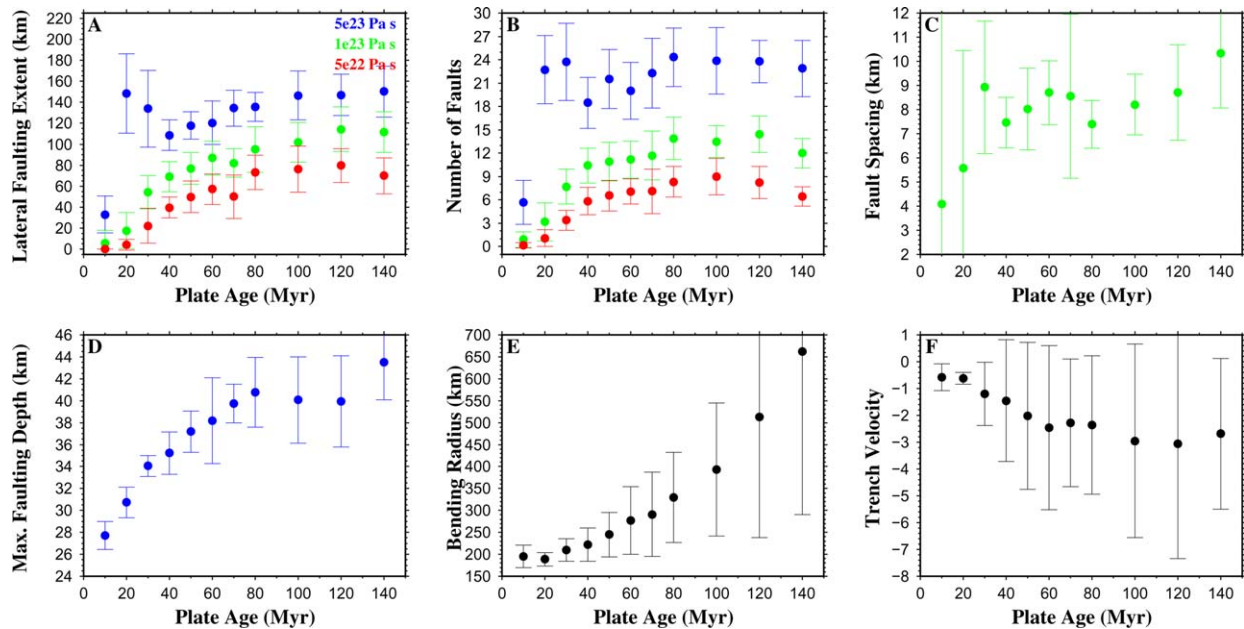 A
5e23 Pa s
1e23 Pa s
5e22 Pa s
Lateral Faulting Extent (km)
220
200
180
160
140
120
100
80
60
40
20
0
0 20 40 60 80 100 120 140
Plate Age (Myr)
B
Number of Faults
30
27
24
21
18
15
12
9
6
3
0
0 20 40 60 80 100 120 140
Plate Age (Myr)
C
Fault Spacing (km)
12
11
10
9
8
7
6
5
4
3
2
0 20 40 60 80 100 120 140
Plate Age (Myr)
D
Max. Faulting Depth (km)
46
44
42
40
38
36
34
32
30
28
26
24
0 20 40 60 80 100 120 140
Plate Age (Myr)
E
Bending Radius (km)
700
650
600
550
500
450
400
350
300
250
200
150
0 20 40 60 80 100 120 140
Plate Age (Myr)
F
Trench Velocity
1
0
−1
−2
−3
−4
−5
−6
−7
−8
0 20 40 60 80 100 120 140
Plate Age (Myr)